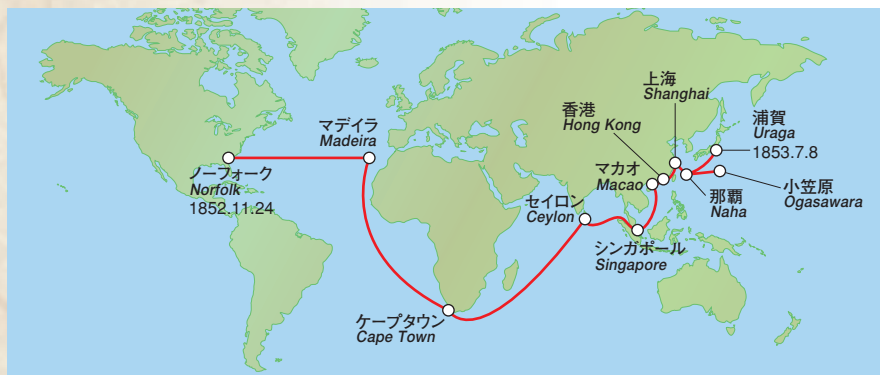 上海
Shanghai
香港
Hong Kong
浦賀
Uraga
1853.7.8
マデイラ
Madeira
マカオ
Macao
ノーフォーク
Norfolk
1852.11.24
セイロン
Ceylon
那覇
Naha
小笠原
Ogasawara
シンガポール
Singapore
ケープタウン
Cape Town